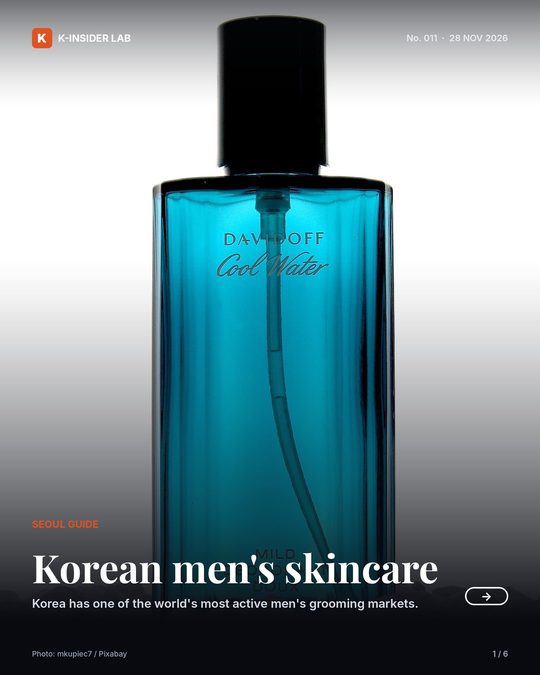 K K-INSIDER LAB
No. 011 · 28 NOV 2026
DAVIDOFF
Cool Water
SEOUL GUIDE
MILD
Korean men's skincare
Korea has one of the world's most active men's grooming markets.
Photo: mkupiec7 / Pixabay
1 / 6